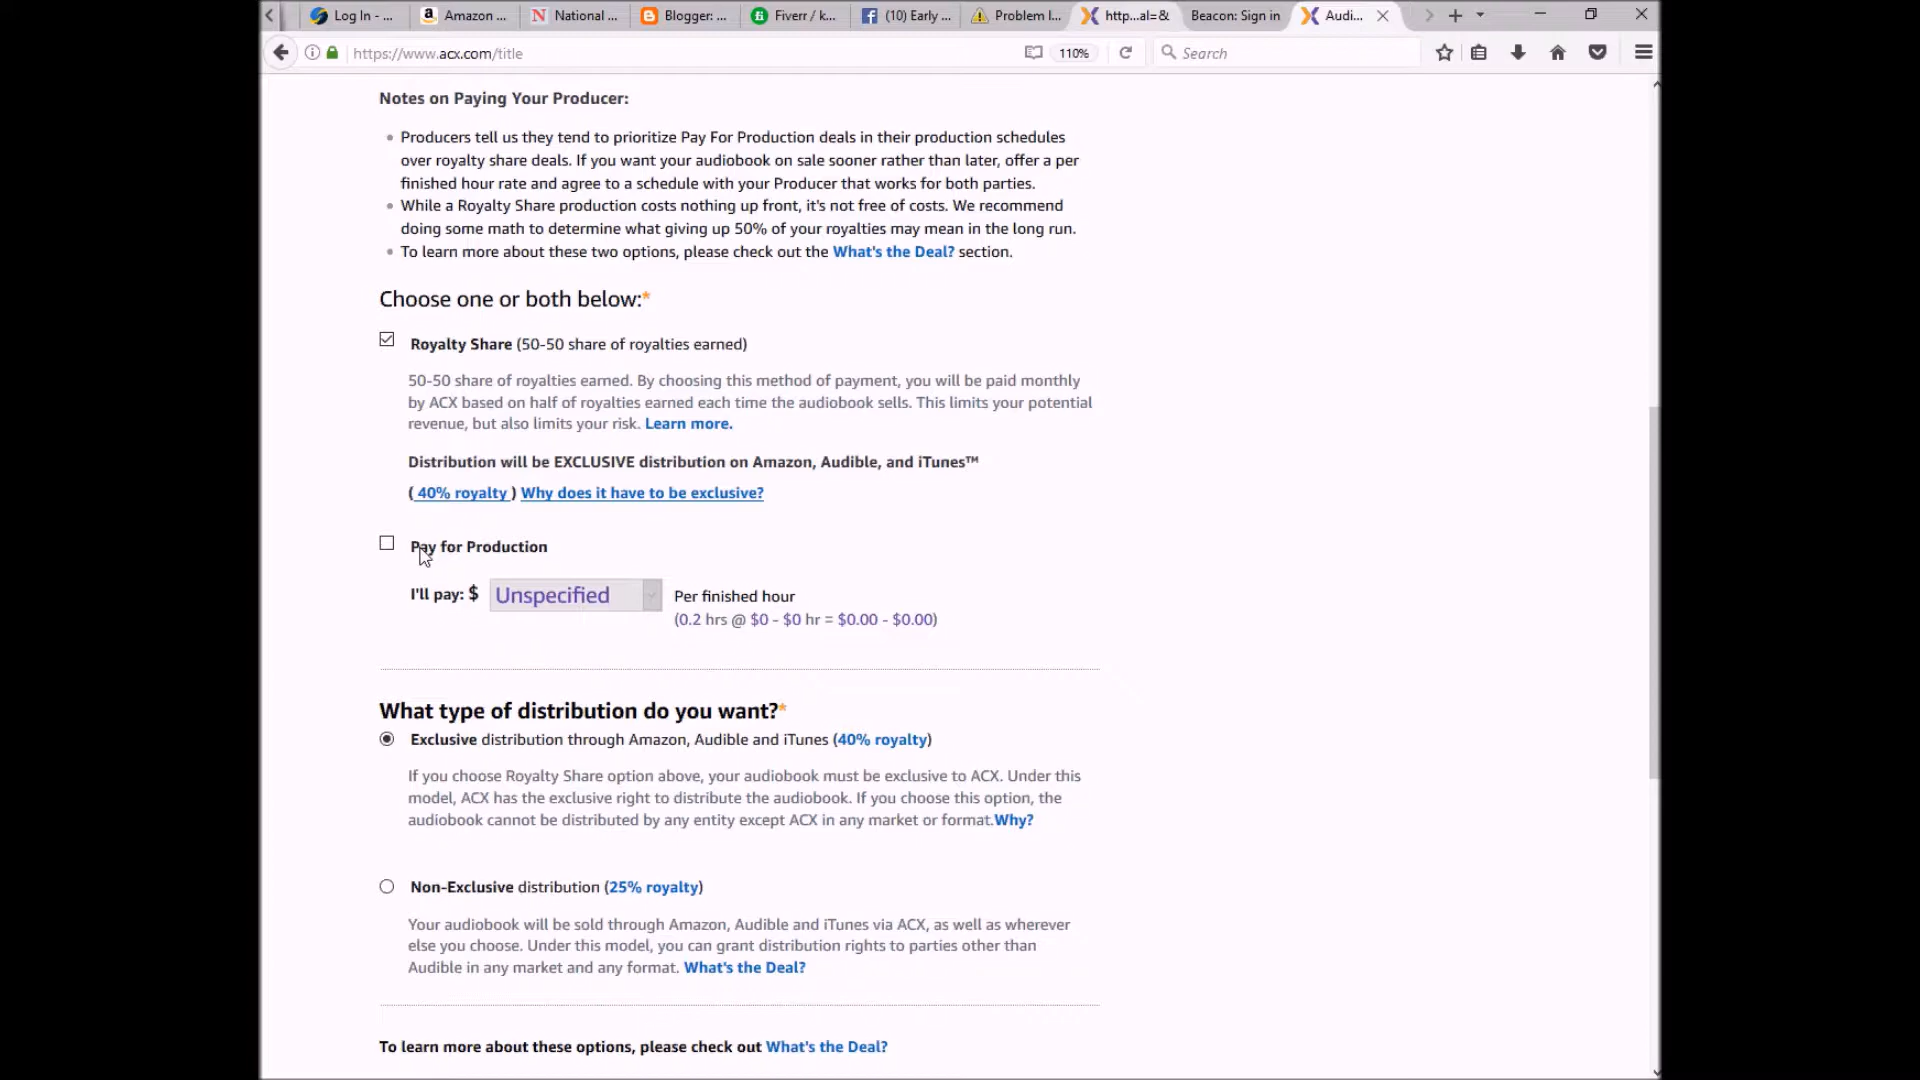 Log In - ...
Amazon ...
National ...
Blogger: ...
Fiverr / k...
(10) Early ...
Problem l...
http...al=&
Beacon: Sign in
Audi...
https://www.acx.com/title
110%
Search
Notes on Paying Your Producer:
Producers tell us they tend to prioritize Pay For Production deals in their production schedules
over royalty share deals. If you want your audiobook on sale sooner rather than later, offer a per
finished hour rate and agree to a schedule with your Producer that works for both parties.
While a Royalty Share production costs nothing up front, it's not free of costs. We recommend
doing some math to determine what giving up 50% of your royalties may mean in the long run.
To learn more about these two options, please check out the What's the Deal? section.
Choose one or both below:*
Royalty Share (50-50 share of royalties earned)
50-50 share of royalties earned. By choosing this method of payment, you will be paid monthly
by ACX based on half of royalties earned each time the audiobook sells. This limits your potential
revenue, but also limits your risk. Learn more.
Distribution will be EXCLUSIVE distribution on Amazon, Audible, and iTunes™
( 40% royalty ) Why does it have to be exclusive?
Pay for Production
I'll pay: $ Unspecified Per finished hour
(0.2 hrs @ $0 - $0 hr = $0.00 - $0.00)
What type of distribution do you want?*
Exclusive distribution through Amazon, Audible and iTunes (40% royalty)
If you choose Royalty Share option above, your audiobook must be exclusive to ACX. Under this
model, ACX has the exclusive right to distribute the audiobook. If you choose this option, the
audiobook cannot be distributed by any entity except ACX in any market or format.Why?
Non-Exclusive distribution (25% royalty)
Your audiobook will be sold through Amazon, Audible and iTunes via ACX, as well as wherever
else you choose. Under this model, you can grant distribution rights to parties other than
Audible in any market and any format. What's the Deal?
To learn more about these options, please check out What's the Deal?